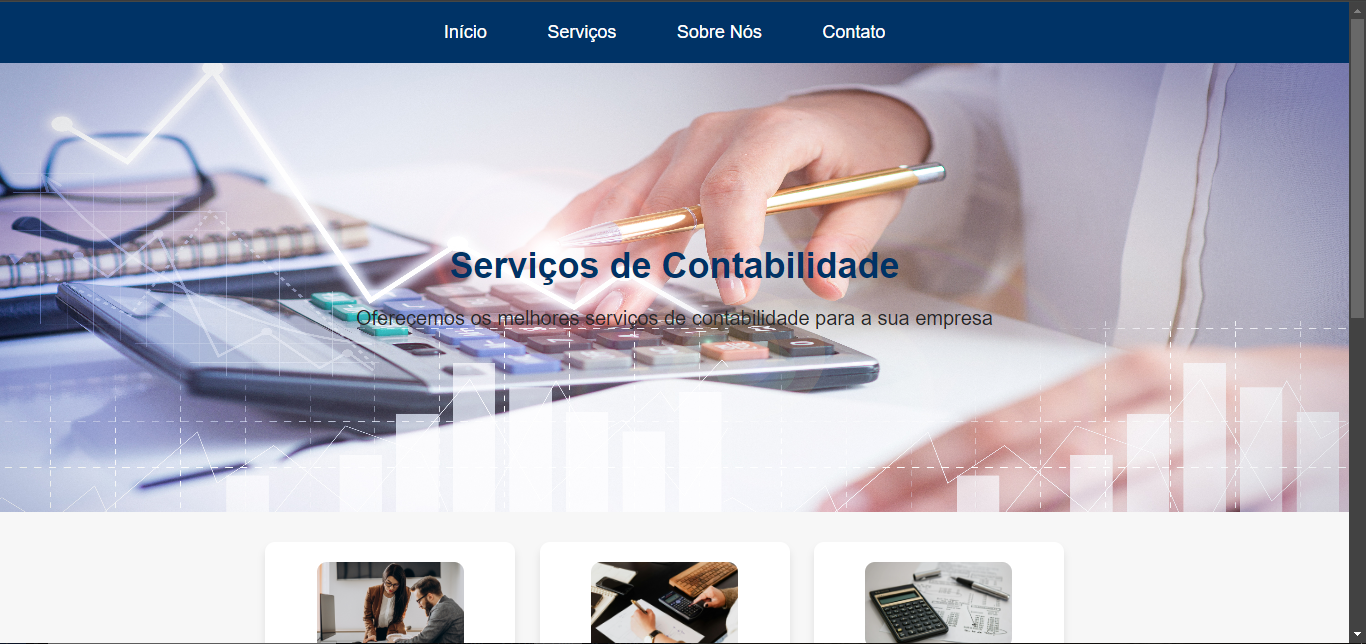 Início Serviços Sobre Nós Contato
Serviços de Contabilidade
Oferecemos os melhores serviços de contabilidade para a sua empresa